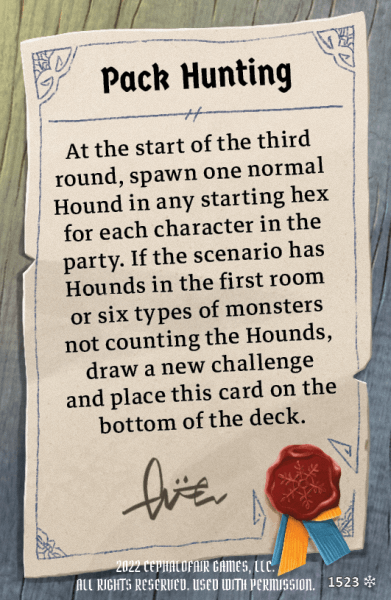 Pack Hunting
At the start of the third
round, spawn one normal
Hound in any starting hex
for each character in the
party. If the scenario has
Hounds in the first room
or six types of monsters
not counting the Hounds,
draw a new challenge
and place this card on the
bottom of the deck.
2022 CEPHALOFAIR GAMES, LLC.
ALL RIGHTS RESERVED. USED WITH PERMISSION.
1523